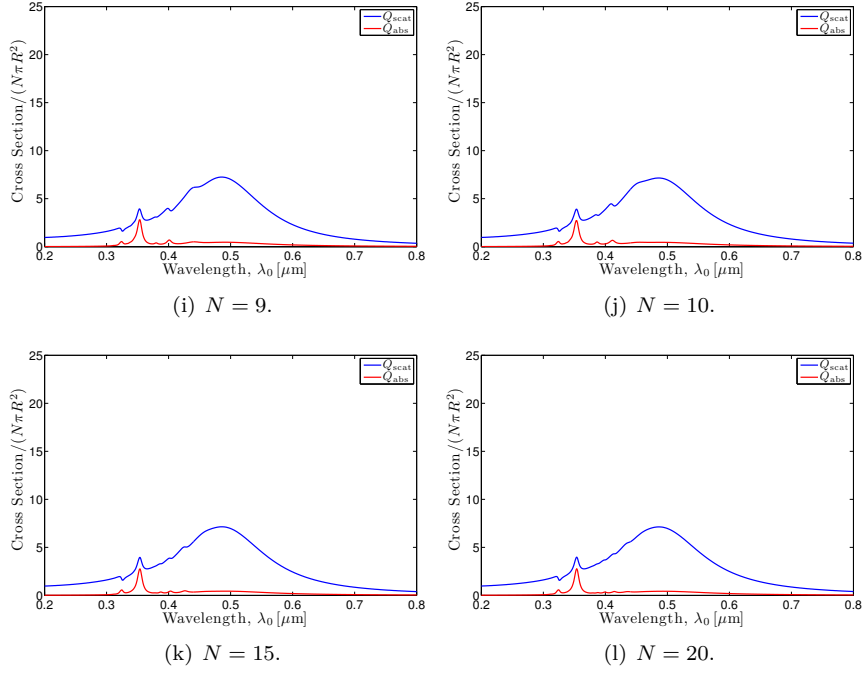 25
20
15
10
5
0
Cross Section/(NπR²)
Q_scat
Q_abs
0.2 0.3 0.4 0.5 0.6 0.7 0.8
Wavelength, λ₀ [μm]
(i) N = 9.
25
20
15
10
5
0
Cross Section/(NπR²)
Q_scat
Q_abs
0.2 0.3 0.4 0.5 0.6 0.7 0.8
Wavelength, λ₀ [μm]
(j) N = 10.
25
20
15
10
5
0
Cross Section/(NπR²)
Q_scat
Q_abs
0.2 0.3 0.4 0.5 0.6 0.7 0.8
Wavelength, λ₀ [μm]
(k) N = 15.
25
20
15
10
5
0
Cross Section/(NπR²)
Q_scat
Q_abs
0.2 0.3 0.4 0.5 0.6 0.7 0.8
Wavelength, λ₀ [μm]
(l) N = 20.